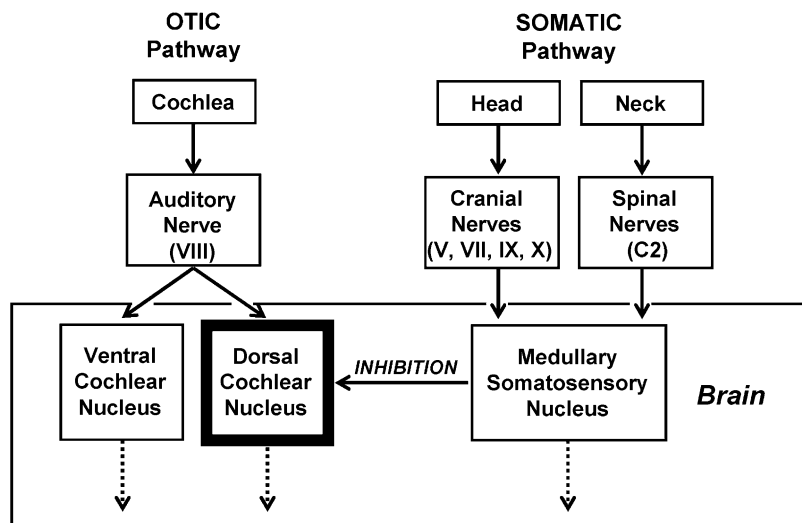 OTIC
Pathway
SOMATIC
Pathway
Cochlea
Head
Neck
Auditory
Nerve
(VIII)
Cranial
Nerves
(V, VII, IX, X)
Spinal
Nerves
(C2)
Ventral
Cochlear
Nucleus
Dorsal
Cochlear
Nucleus
INHIBITION
Medullary
Somatosensory
Nucleus
Brain